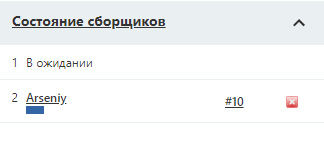 Состояние сборщиков
1 В ожидании
2 Arseniy #10